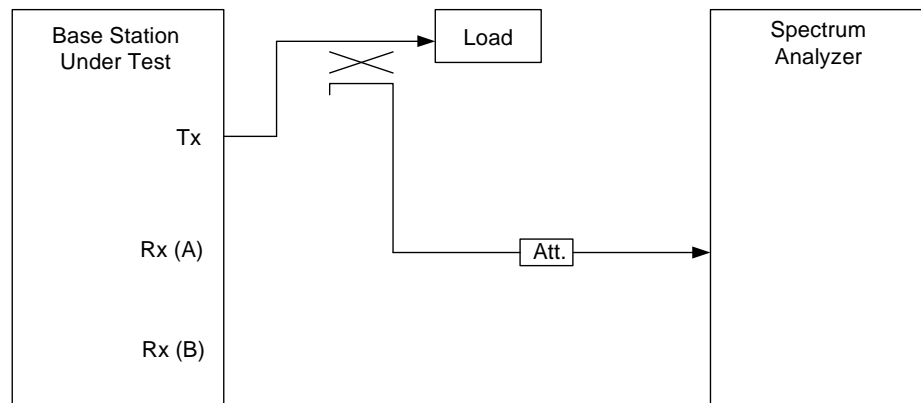 Base Station
Under Test
Load
Spectrum
Analyzer
Tx
Rx (A)
Att.
Rx (B)